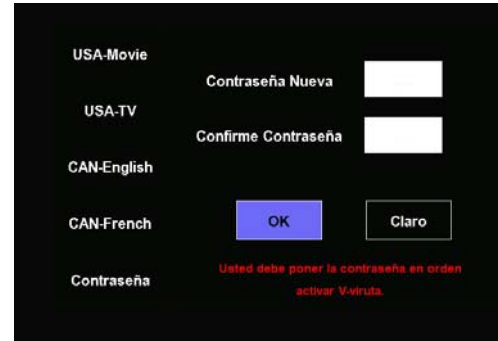 USA-Movie
Contraseña Nueva
USA-TV
Confirme Contraseña
CAN-English
CAN-French
OK
Claro
Contraseña
Usted debe poner la contraseña en orden
activar V-viruta.